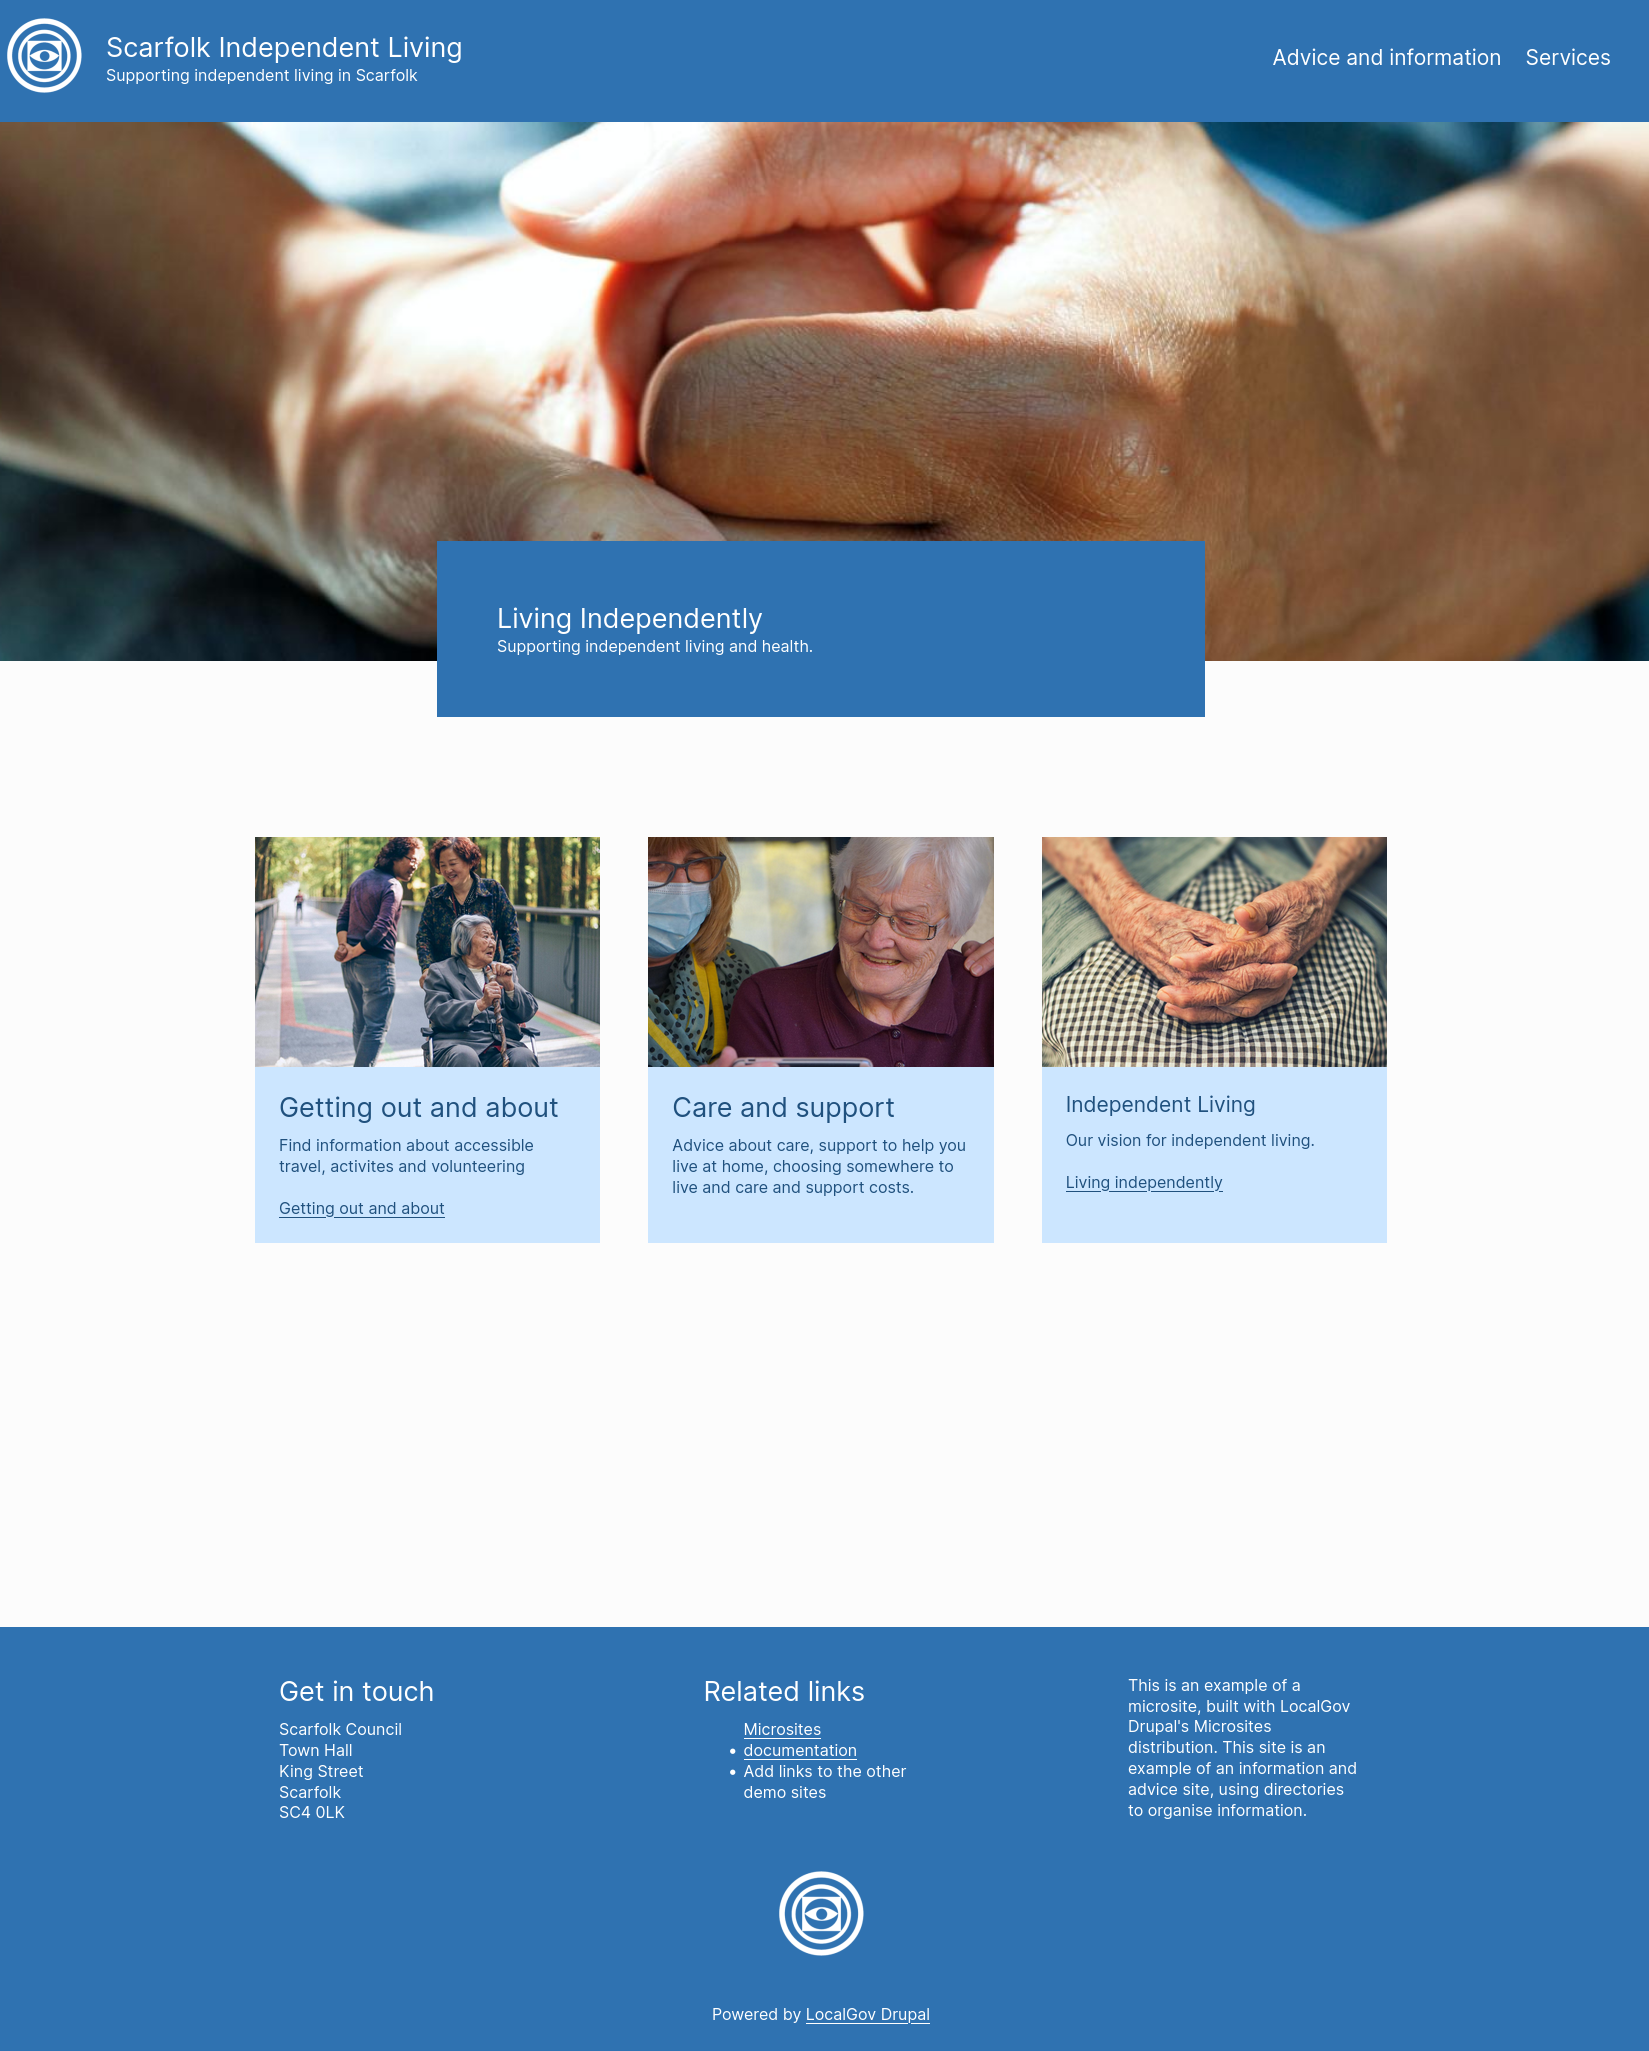 Scarfolk Independent Living
Supporting independent living in Scarfolk
Advice and information
Services
Living Independently
Supporting independent living and health.
Getting out and about
Find information about accessible
travel, activites and volunteering
Getting out and about
Care and support
Advice about care, support to help you
live at home, choosing somewhere to
live and care and support costs.
Independent Living
Our vision for independent living.
Living independently
Get in touch
Scarfolk Council
Town Hall
King Street
Scarfolk
SC4 0LK
Related links
Microsites
• documentation
• Add links to the other
demo sites
This is an example of a
microsite, built with LocalGov
Drupal's Microsites
distribution. This site is an
example of an information and
advice site, using directories
to organise information.
Powered by LocalGov Drupal